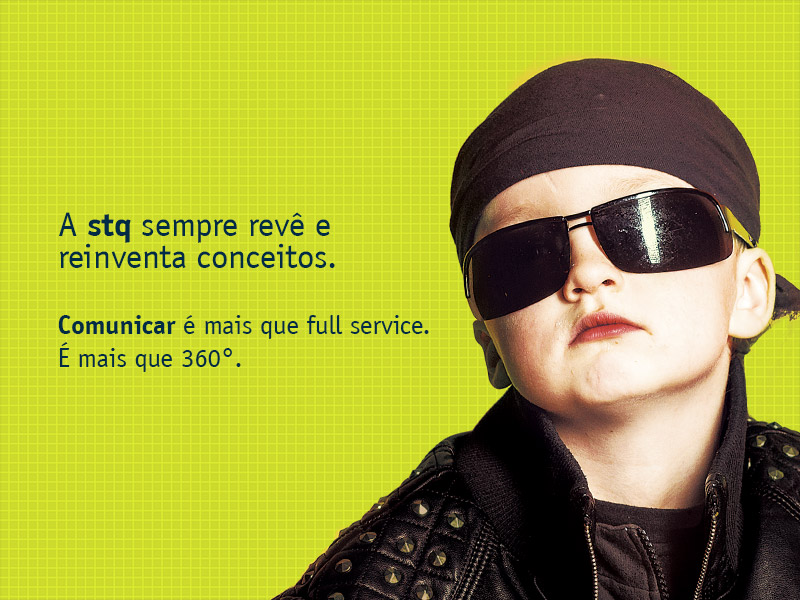 A stq sempre revê e
reinventa conceitos.
Comunicar é mais que full service.
É mais que 360°.